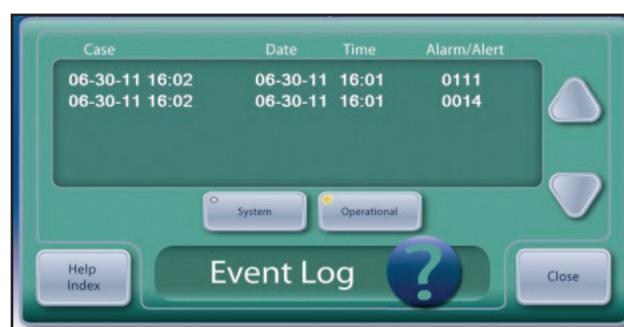 Case Date Time Alarm/Alert
06-30-11 16:02 06-30-11 16:01 0111
06-30-11 16:02 06-30-11 16:01 0014
System Operational
Help
Index
Event Log ?
Close